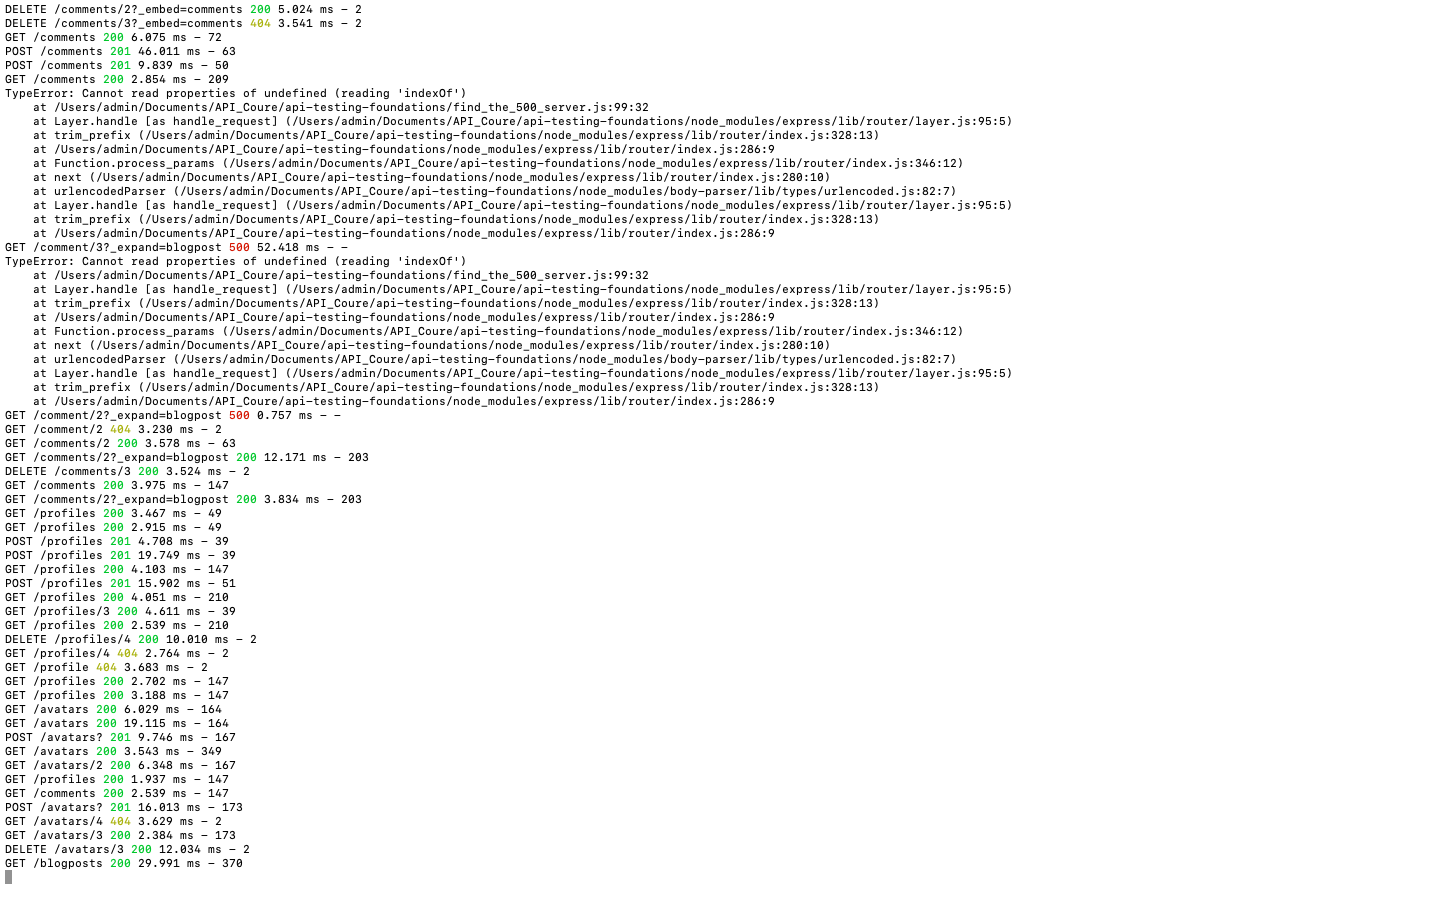 DELETE /comments/2?_embed=comments 200 5.024 ms - 2
DELETE /comments/3?_embed=comments 404 3.541 ms - 2
GET /comments 200 6.075 ms - 72
POST /comments 201 46.011 ms - 63
POST /comments 201 9.839 ms - 50
GET /comments 200 2.854 ms - 209
TypeError: Cannot read properties of undefined (reading 'indexOf')
    at /Users/admin/Documents/API_Coure/api-testing-foundations/find_the_500_server.js:99:32
    at Layer.handle [as handle_request] (/Users/admin/Documents/API_Coure/api-testing-foundations/node_modules/express/lib/router/layer.js:95:5)
    at trim_prefix (/Users/admin/Documents/API_Coure/api-testing-foundations/node_modules/express/lib/router/index.js:328:13)
    at /Users/admin/Documents/API_Coure/api-testing-foundations/node_modules/express/lib/router/index.js:286:9
    at Function.process_params (/Users/admin/Documents/API_Coure/api-testing-foundations/node_modules/express/lib/router/index.js:346:12)
    at next (/Users/admin/Documents/API_Coure/api-testing-foundations/node_modules/express/lib/router/index.js:280:10)
    at urlencodedParser (/Users/admin/Documents/API_Coure/api-testing-foundations/node_modules/body-parser/lib/types/urlencoded.js:82:7)
    at Layer.handle [as handle_request] (/Users/admin/Documents/API_Coure/api-testing-foundations/node_modules/express/lib/router/layer.js:95:5)
    at trim_prefix (/Users/admin/Documents/API_Coure/api-testing-foundations/node_modules/express/lib/router/index.js:328:13)
    at /Users/admin/Documents/API_Coure/api-testing-foundations/node_modules/express/lib/router/index.js:286:9
GET /comment/3?_expand=blogpost 500 52.418 ms - -
TypeError: Cannot read properties of undefined (reading 'indexOf')
    at /Users/admin/Documents/API_Coure/api-testing-foundations/find_the_500_server.js:99:32
    at Layer.handle [as handle_request] (/Users/admin/Documents/API_Coure/api-testing-foundations/node_modules/express/lib/router/layer.js:95:5)
    at trim_prefix (/Users/admin/Documents/API_Coure/api-testing-foundations/node_modules/express/lib/router/index.js:328:13)
    at /Users/admin/Documents/API_Coure/api-testing-foundations/node_modules/express/lib/router/index.js:286:9
    at Function.process_params (/Users/admin/Documents/API_Coure/api-testing-foundations/node_modules/express/lib/router/index.js:346:12)
    at next (/Users/admin/Documents/API_Coure/api-testing-foundations/node_modules/express/lib/router/index.js:280:10)
    at urlencodedParser (/Users/admin/Documents/API_Coure/api-testing-foundations/node_modules/body-parser/lib/types/urlencoded.js:82:7)
    at Layer.handle [as handle_request] (/Users/admin/Documents/API_Coure/api-testing-foundations/node_modules/express/lib/router/layer.js:95:5)
    at trim_prefix (/Users/admin/Documents/API_Coure/api-testing-foundations/node_modules/express/lib/router/index.js:328:13)
    at /Users/admin/Documents/API_Coure/api-testing-foundations/node_modules/express/lib/router/index.js:286:9
GET /comment/2?_expand=blogpost 500 0.757 ms - -
GET /comment/2 404 3.230 ms - 2
GET /comments/2 200 3.578 ms - 63
GET /comments/2?_expand=blogpost 200 12.171 ms - 203
DELETE /comments/3 200 3.524 ms - 2
GET /comments 200 3.975 ms - 147
GET /comments/2?_expand=blogpost 200 3.834 ms - 203
GET /profiles 200 3.467 ms - 49
GET /profiles 200 2.915 ms - 49
POST /profiles 201 4.708 ms - 39
POST /profiles 201 19.749 ms - 39
GET /profiles 200 4.103 ms - 147
POST /profiles 201 15.902 ms - 51
GET /profiles 200 4.051 ms - 210
GET /profiles/3 200 4.611 ms - 39
GET /profiles 200 2.539 ms - 210
DELETE /profiles/4 200 10.010 ms - 2
GET /profiles/4 404 2.764 ms - 2
GET /profile 404 3.683 ms - 2
GET /profiles 200 2.702 ms - 147
GET /profiles 200 3.188 ms - 147
GET /avatars 200 6.029 ms - 164
GET /avatars 200 19.115 ms - 164
POST /avatars? 201 9.746 ms - 167
GET /avatars 200 3.543 ms - 349
GET /avatars/2 200 6.348 ms - 167
GET /profiles 200 1.937 ms - 147
GET /comments 200 2.539 ms - 147
POST /avatars? 201 16.013 ms - 173
GET /avatars/4 404 3.629 ms - 2
GET /avatars/3 200 2.384 ms - 173
DELETE /avatars/3 200 12.034 ms - 2
GET /blogposts 200 29.991 ms - 370